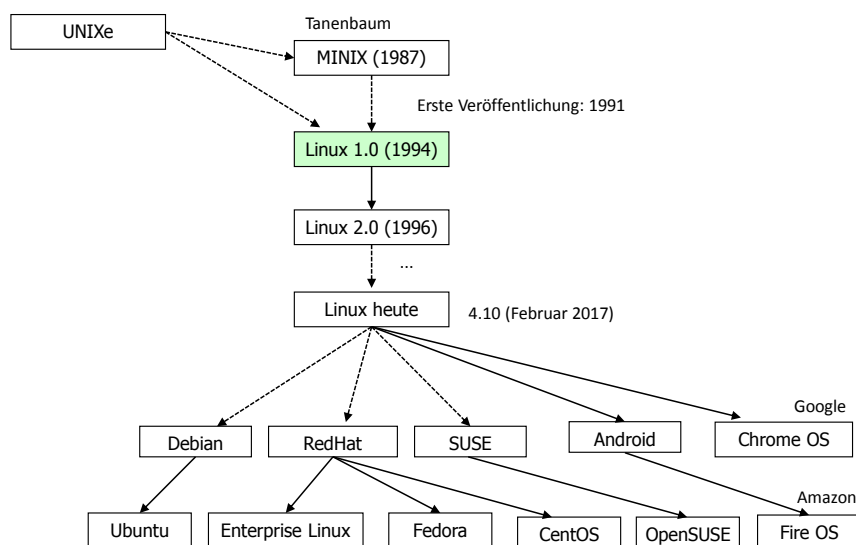 UNIXe
Tanenbaum
MINIX (1987)
Erste Veröffentlichung: 1991
Linux 1.0 (1994)
Linux 2.0 (1996)
...
Linux heute
4.10 (Februar 2017)
Google
Debian
RedHat
SUSE
Android
Chrome OS
Amazon
Ubuntu
Enterprise Linux
Fedora
CentOS
OpenSUSE
Fire OS